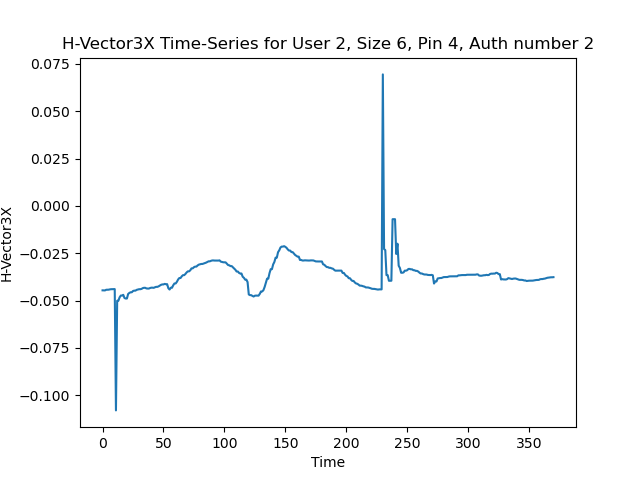 H-Vector3X Time-Series for User 2, Size 6, Pin 4, Auth number 2
0.075
0.050
0.025
0.000
−0.025
−0.050
−0.075
−0.100
H-Vector3X
0 50 100 150 200 250 300 350
Time